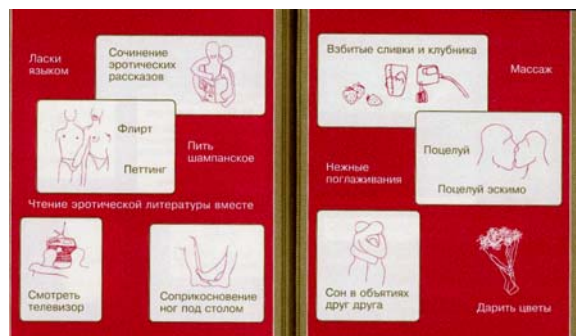 Ласки
языком
Сочинение
эротических
рассказов
Флирт
Петтинг
Пить
шампанское
Чтение эротической литературы вместе
Смотреть
телевизор
Соприкосновение
ног под столом
Взбитые сливки и клубника
Массаж
Поцелуй
Поцелуй эскимо
Нежные
поглаживания
Сон в объятиях
друг друга
Дарить цветы